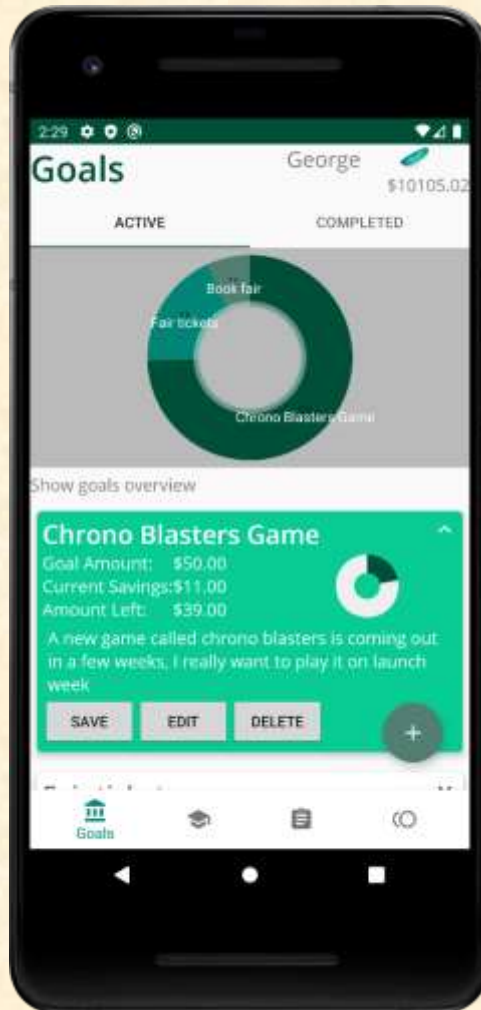 2:29
Goals
George
$10105.02
ACTIVE
COMPLETED
Book fair
Fair tickets
Chrono Blasters Game
Show goals overview
Chrono Blasters Game
Goal Amount: $50.00
Current Savings:$11.00
Amount Left: $39.00
A new game called chrono blasters is coming out
in a few weeks, I really want to play it on launch
week
SAVE
EDIT
DELETE
+
Goals